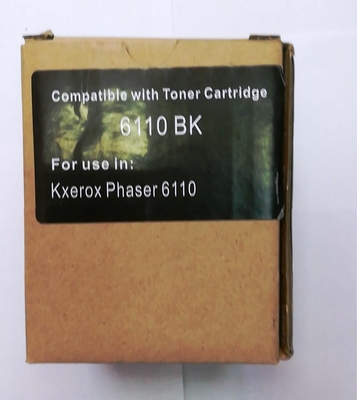 Compatible with Toner Cartridge
6110 BK
For use in:
Kxerox Phaser 6110